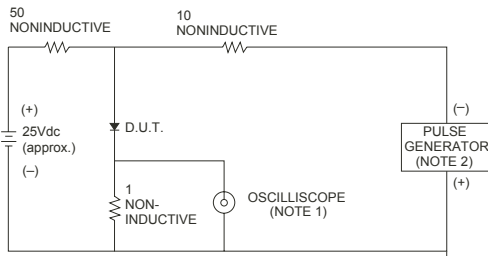 50
NONINDUCTIVE
10
NONINDUCTIVE
(+)
25Vdc
(approx.)
(–)
D.U.T.
1
NON-
INDUCTIVE
OSCILLISCOPE
(NOTE 1)
(–)
PULSE
GENERATOR
(NOTE 2)
(+)